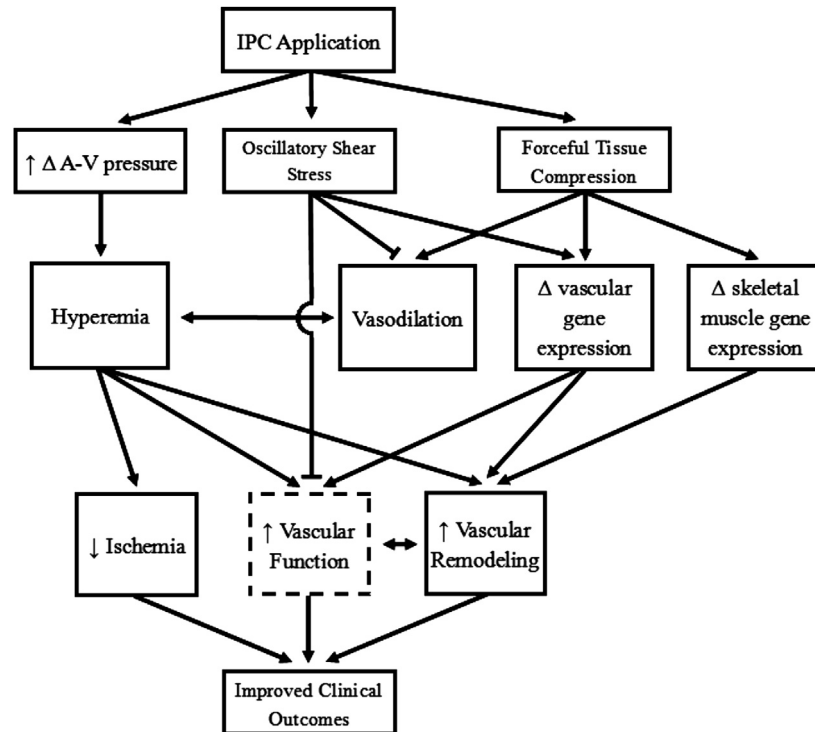 IPC Application
↑ Δ A-V pressure
Oscillatory Shear
Stress
Forceful Tissue
Compression
Hyperemia
Vasodilation
Δ vascular
gene
expression
Δ skeletal
muscle gene
expression
↓ Ischemia
↑ Vascular
Function
↑ Vascular
Remodeling
Improved Clinical
Outcomes